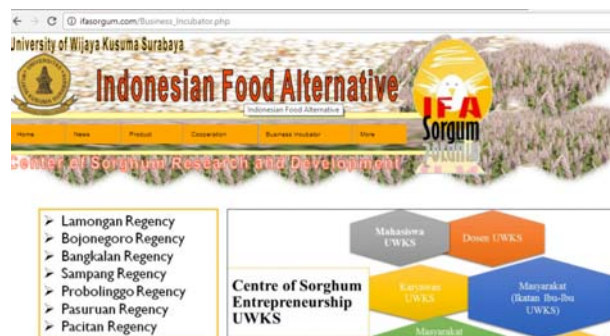 ifasorgum.com/Business_Incubator.php
University of Wijaya Kusuma Surabaya
Indonesian Food Alternative
Indonesian Food Alternative
IFA
Sorgum
Home News Product Cooperation Business Incubator More
Center of Sorghum Research and Development
➢ Lamongan Regency
➢ Bojonegoro Regency
➢ Bangkalan Regency
➢ Sampang Regency
➢ Probolinggo Regency
➢ Pasuruan Regency
➢ Pacitan Regency
Mahasiswa
UWKS
Dosen UWKS
Centre of Sorghum
Entrepreneurship
UWKS
Karyawan
UWKS
Masyarakat
(Ikatan Ibu-Ibu
UWKS)
Masyarakat